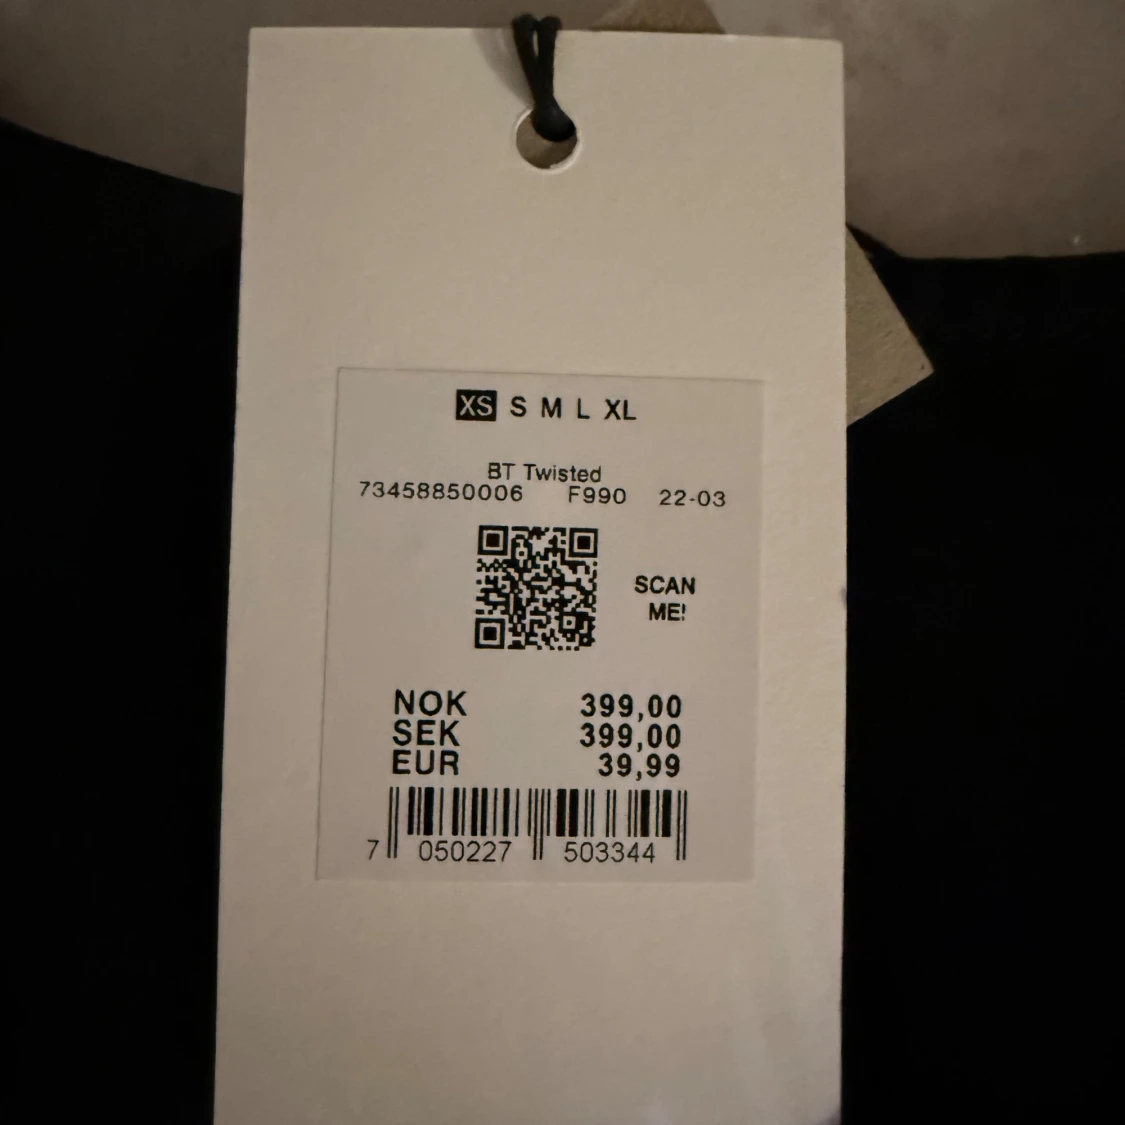 XS S M L XL
BT Twisted
73458850006 F990 22-03
SCAN
ME!
NOK 399,00
SEK 399,00
EUR 39,99
7 050227 503344